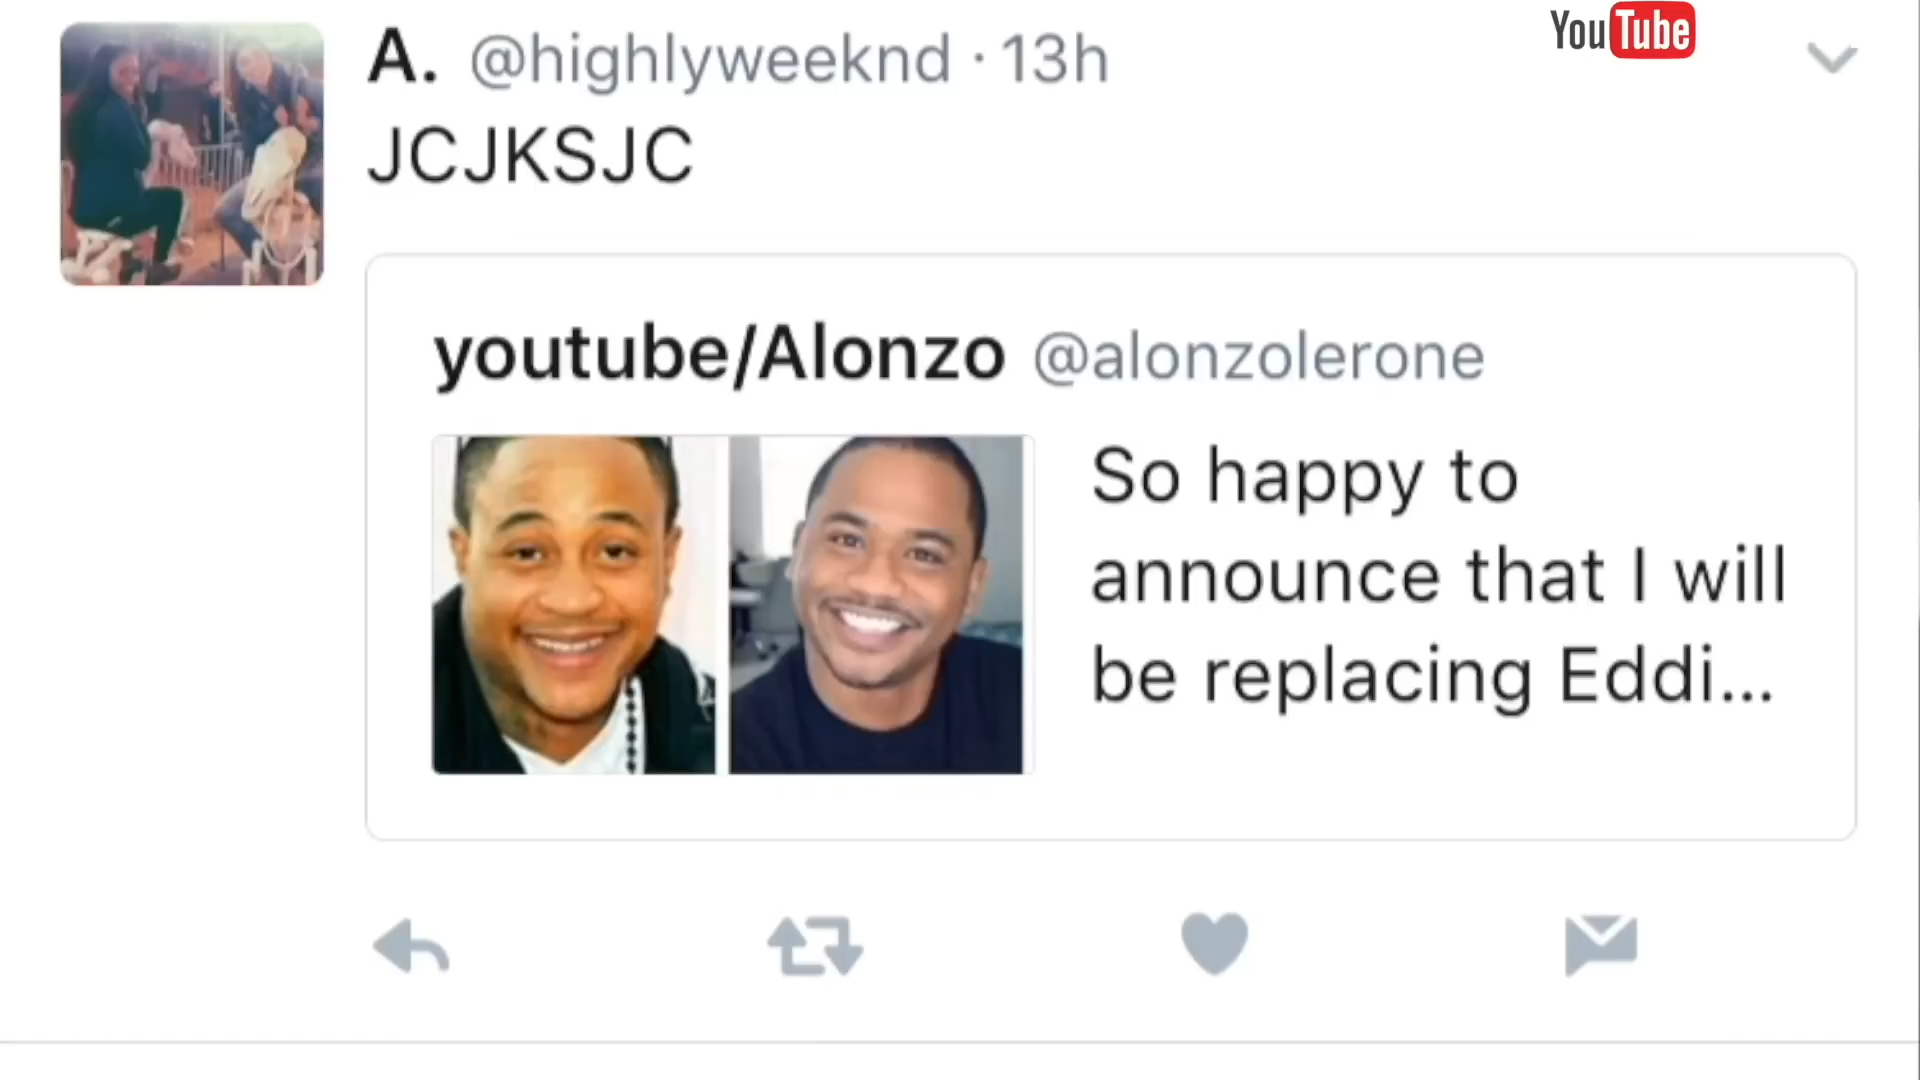 YouTube
A. @highlyweeknd · 13h
JCJKSJC
youtube/Alonzo @alonzolerone
So happy to
announce that I will
be replacing Eddi...